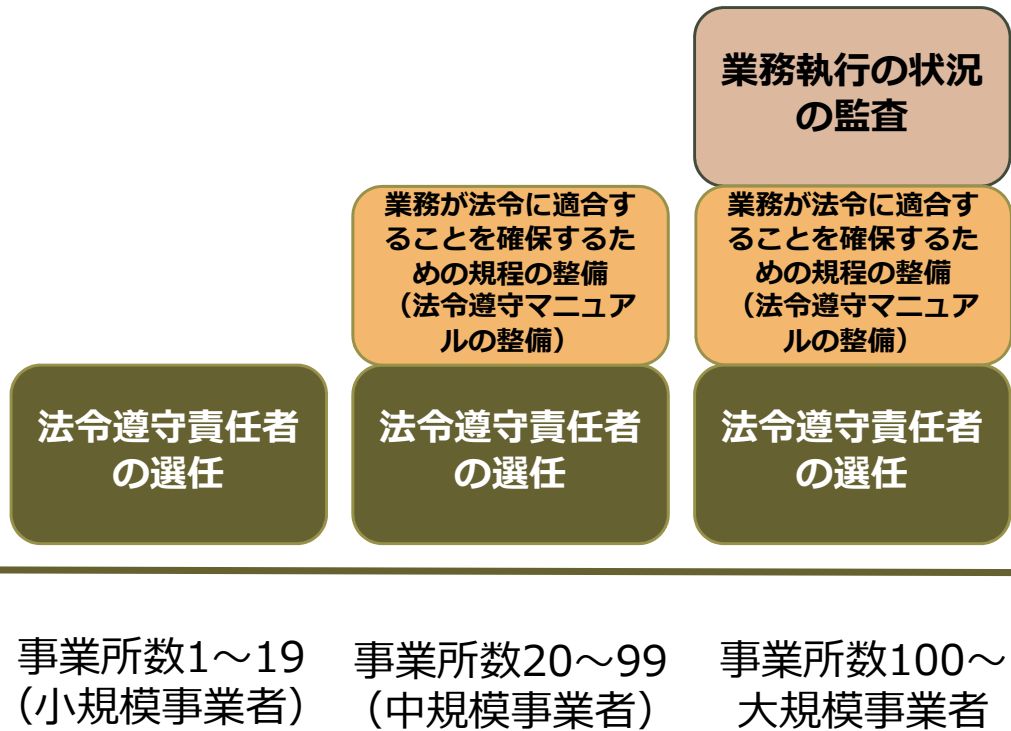 業務執行の状況
の監査
業務が法令に適合す
ることを確保するた
めの規程の整備
（法令遵守マニュア
ルの整備）
業務が法令に適合す
ることを確保するた
めの規程の整備
（法令遵守マニュア
ルの整備）
法令遵守責任者
の選任
法令遵守責任者
の選任
法令遵守責任者
の選任
事業所数1～19
（小規模事業者）
事業所数20～99
（中規模事業者）
事業所数100～
大規模事業者